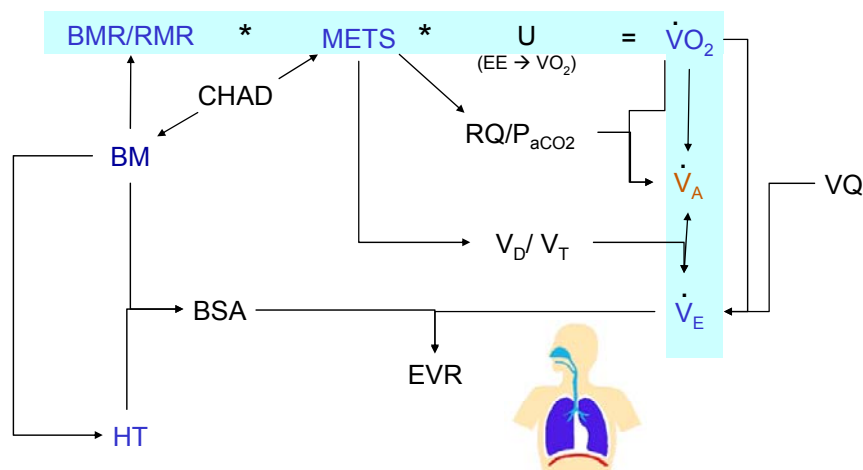 BMR/RMR * METS * U = V̇O₂
(EE → VO₂)
CHAD
RQ/PaCO2
BM
V̇A
VQ
VD/ VT
BSA
V̇E
EVR
HT